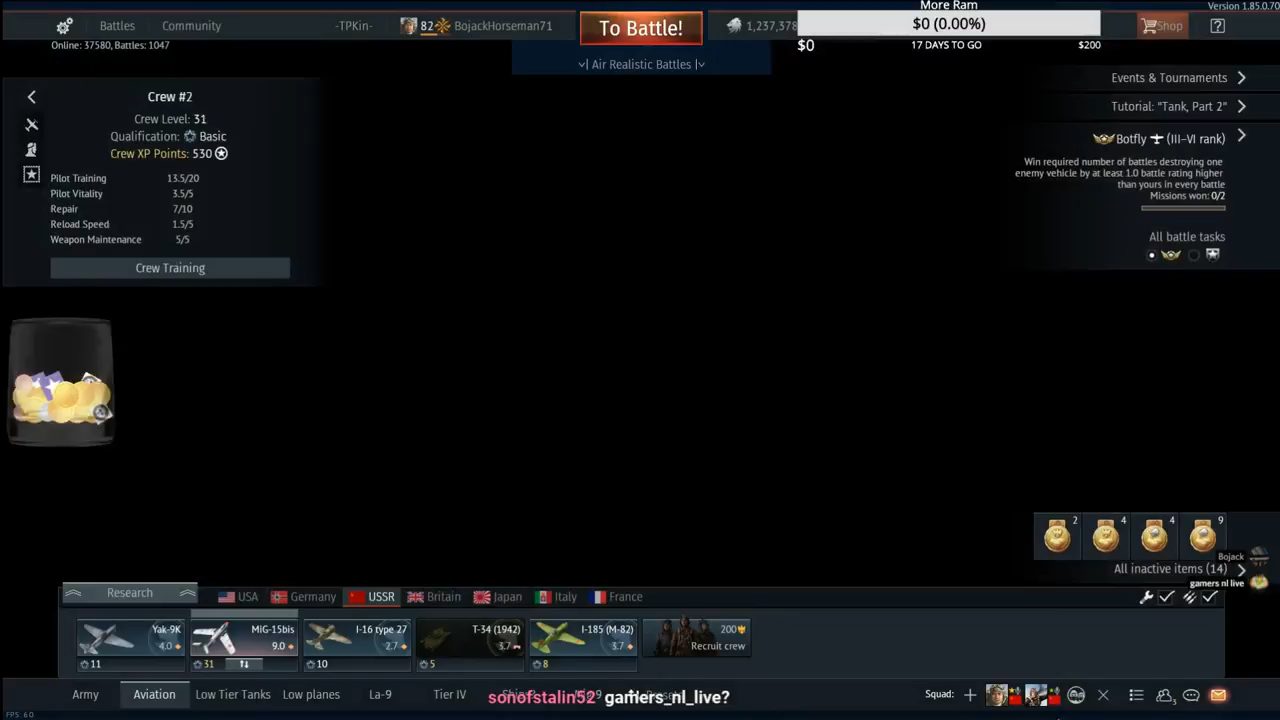 More Ram
Version 1.85.0.70
Battles Community -TPKin- 82 BojackHorseman71 To Battle! 1,237,378 $0 (0.00%) Shop ?
Online: 37580, Battles: 1047
$0 17 DAYS TO GO $200
Air Realistic Battles
Events & Tournaments
Crew #2
Tutorial: "Tank, Part 2"
Crew Level: 31
Qualification: Basic
Crew XP Points: 530
Botfly (III-VI rank)
Win required number of battles destroying one
enemy vehicle by at least 1.0 battle rating higher
than yours in every battle
Missions won: 0/2
Pilot Training 13.5/20
Pilot Vitality 3.5/5
Repair 7/10
Reload Speed 1.5/5
Weapon Maintenance 5/5
All battle tasks
Crew Training
2 4 4 9
Bojack
All inactive items (14)
gamers nl live
Research USA Germany USSR Britain Japan Italy France
Yak-9K MiG-15bis I-16 type 27 T-34 (1942) I-185 (M-82) 200
4.0 9.0 2.7 3.7 3.7 Recruit crew
11 31 10 5 8
Army Aviation Low Tier Tanks Low planes La-9 Tier IV
sonofstalin52 gamers_nl_live?
Squad: + 3
FPS: 60